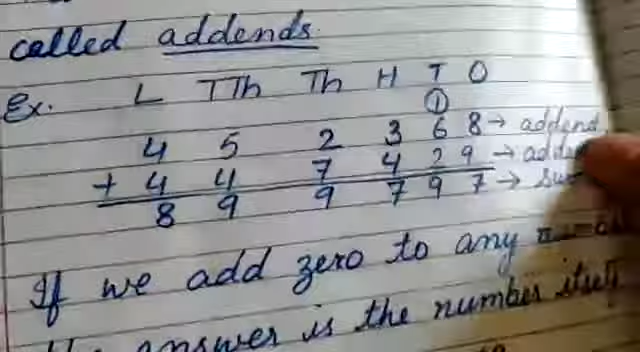 called addends.
Ex. L TTh Th H T O
①
4 5 2 3 6 8 → addend
+ 4 4 7 4 2 9 →
8 9 9 7 9 7 →
If we add zero to any
answer is the number itself